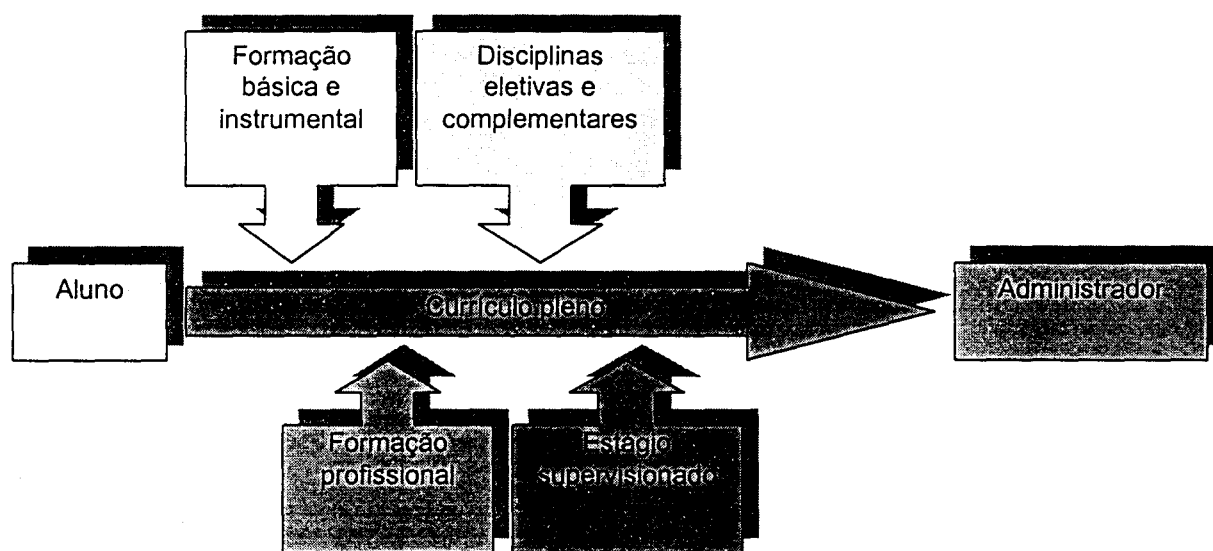 Formação
básica e
instrumental
Disciplinas
eletivas e
complementares
Aluno
Currículo pleno
Administrador
Formação
profissional
Estágio
supervisionado